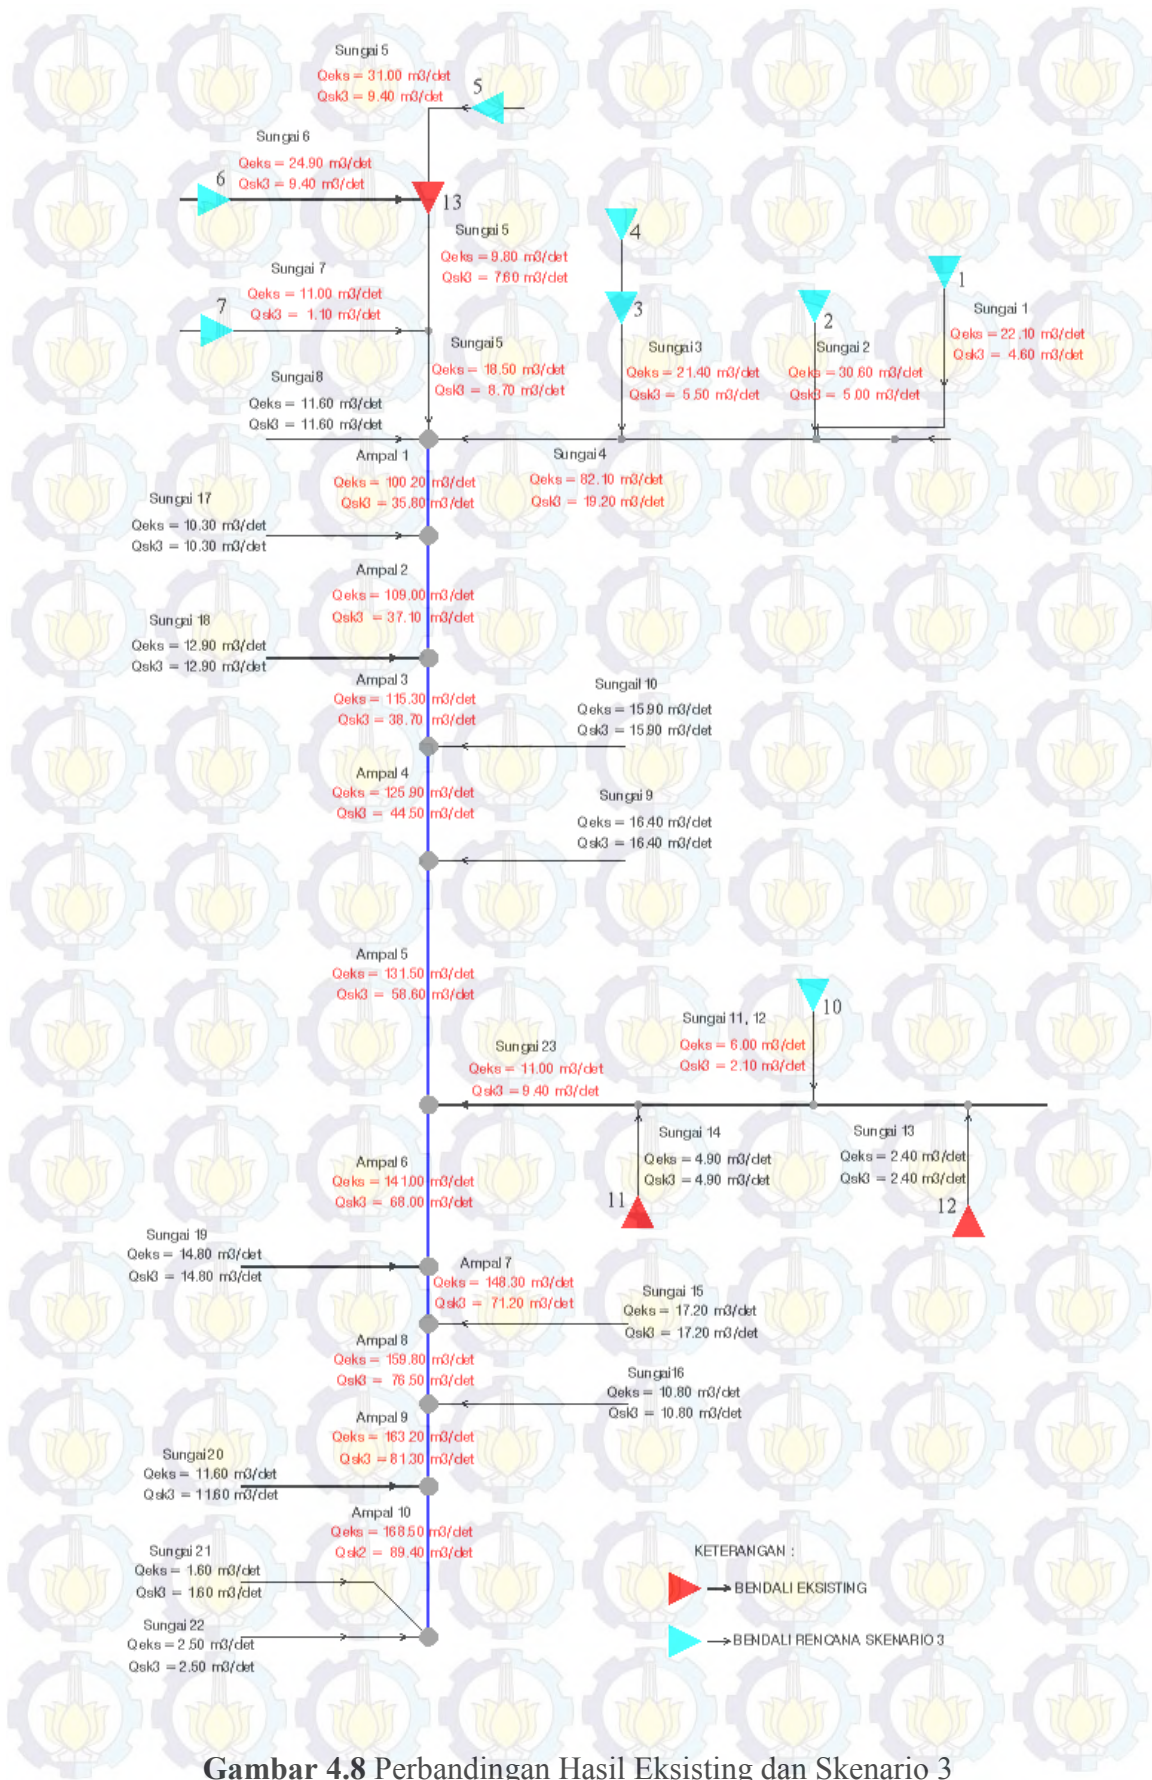 Sungai 5
Qeks = 31.00 m3/det
Qsk3 = 9.40 m3/det
5
Sungai 6
Qeks = 24.90 m3/det
Qsk3 = 9.40 m3/det
6
13
Sungai 5
Qeks = 9.80 m3/det
Qsk3 = 7.60 m3/det
4
Sungai 7
Qeks = 11.00 m3/det
Qsk3 = 1.10 m3/det
7
3
2
1
Sungai 1
Qeks = 22.10 m3/det
Qsk3 = 4.60 m3/det
Sungai 5
Qeks = 18.50 m3/det
Qsk3 = 8.70 m3/det
Sungai 3
Qeks = 21.40 m3/det
Qsk3 = 5.50 m3/det
Sungai 2
Qeks = 30.60 m3/det
Qsk3 = 5.00 m3/det
Sungai 8
Qeks = 11.60 m3/det
Qsk3 = 11.60 m3/det
Ampal 1
Qeks = 100.20 m3/det
Qsk3 = 35.80 m3/det
Sungai 4
Qeks = 82.10 m3/det
Qsk3 = 19.20 m3/det
Sungai 17
Qeks = 10.30 m3/det
Qsk3 = 10.30 m3/det
Ampal 2
Qeks = 109.00 m3/det
Qsk3 = 37.10 m3/det
Sungai 18
Qeks = 12.90 m3/det
Qsk3 = 12.90 m3/det
Ampal 3
Qeks = 115.30 m3/det
Qsk3 = 38.70 m3/det
Sungail 10
Qeks = 15.90 m3/det
Qsk3 = 15.90 m3/det
Ampal 4
Qeks = 125.90 m3/det
Qsk3 = 44.50 m3/det
Sungai 9
Qeks = 16.40 m3/det
Qsk3 = 16.40 m3/det
Ampal 5
Qeks = 131.50 m3/det
Qsk3 = 58.60 m3/det
10
Sungai 11, 12
Qeks = 6.00 m3/det
Qsk3 = 2.10 m3/det
Sungai 23
Qeks = 11.00 m3/det
Qsk3 = 9.40 m3/det
Sungai 14
Qeks = 4.90 m3/det
Qsk3 = 4.90 m3/det
11
Sungai 13
Qeks = 2.40 m3/det
Qsk3 = 2.40 m3/det
12
Ampal 6
Qeks = 141.00 m3/det
Qsk3 = 68.00 m3/det
Sungai 19
Qeks = 14.80 m3/det
Qsk3 = 14.80 m3/det
Ampal 7
Qeks = 148.30 m3/det
Qsk3 = 71.20 m3/det
Sungai 15
Qeks = 17.20 m3/det
Qsk3 = 17.20 m3/det
Ampal 8
Qeks = 159.80 m3/det
Qsk3 = 76.50 m3/det
Sungai 16
Qeks = 10.80 m3/det
Qsk3 = 10.80 m3/det
Ampal 9
Qeks = 163.20 m3/det
Qsk3 = 81.30 m3/det
Sungai 20
Qeks = 11.60 m3/det
Qsk3 = 11.60 m3/det
Ampal 10
Qeks = 168.50 m3/det
Qsk2 = 89.40 m3/det
Sungai 21
Qeks = 1.60 m3/det
Qsk3 = 1.60 m3/det
Sungai 22
Qeks = 2.50 m3/det
Qsk3 = 2.50 m3/det
KETERANGAN :
BENDALI EKSISTING
BENDALI RENCANA SKENARIO 3
Gambar 4.8 Perbandingan Hasil Eksisting dan Skenario 3